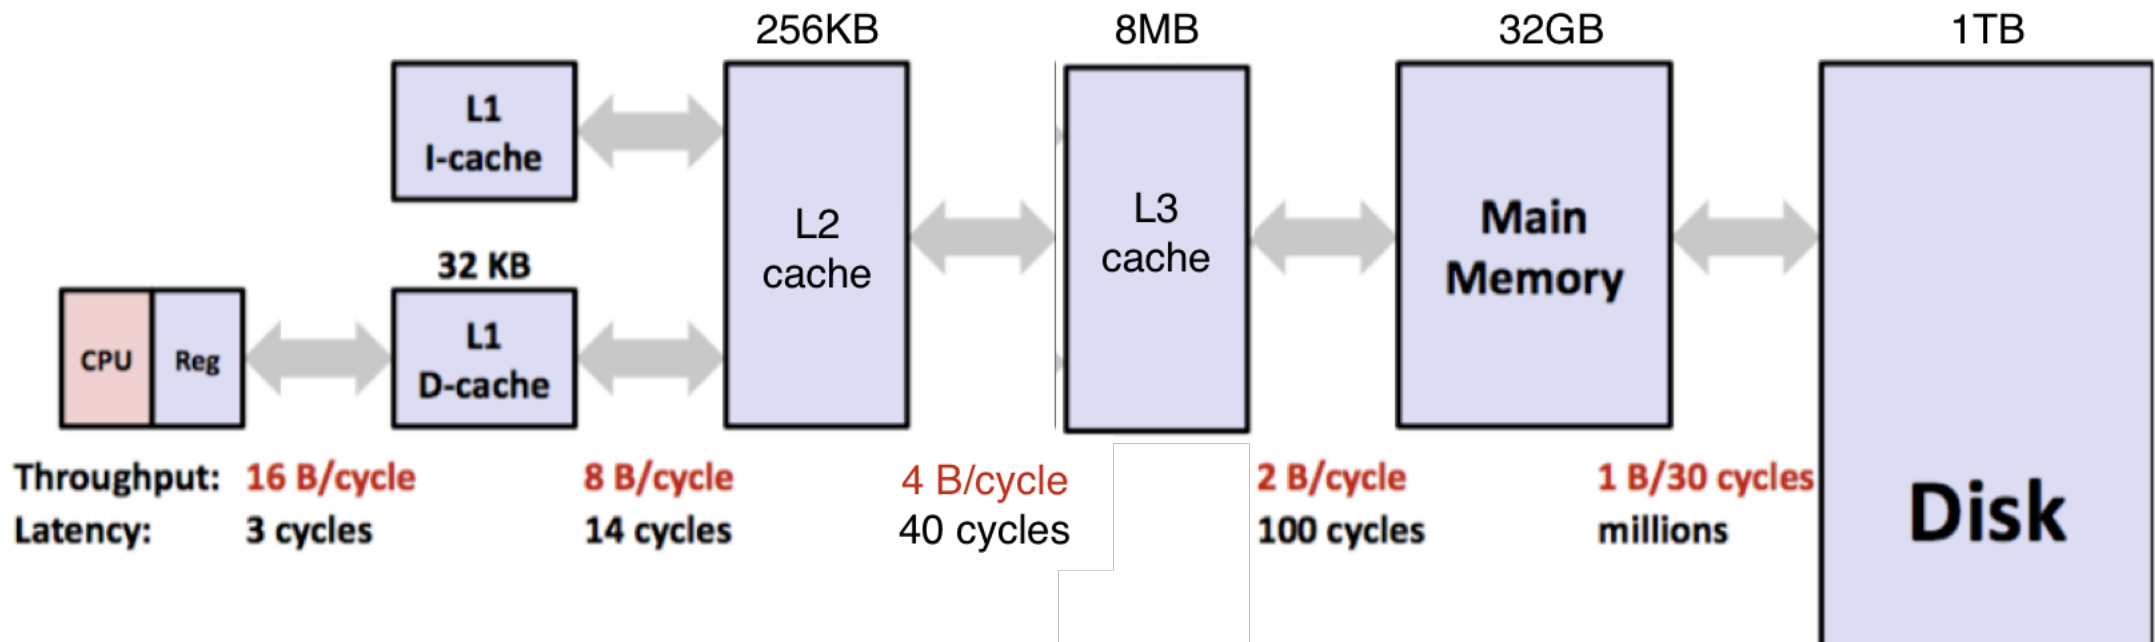 256KB
8MB
32GB
1TB
L1
I-cache
L2
cache
L3
cache
Main
Memory
32 KB
CPU
Reg
L1
D-cache
Disk
Throughput: 16 B/cycle 8 B/cycle 4 B/cycle 2 B/cycle 1 B/30 cycles
Latency: 3 cycles 14 cycles 40 cycles 100 cycles millions